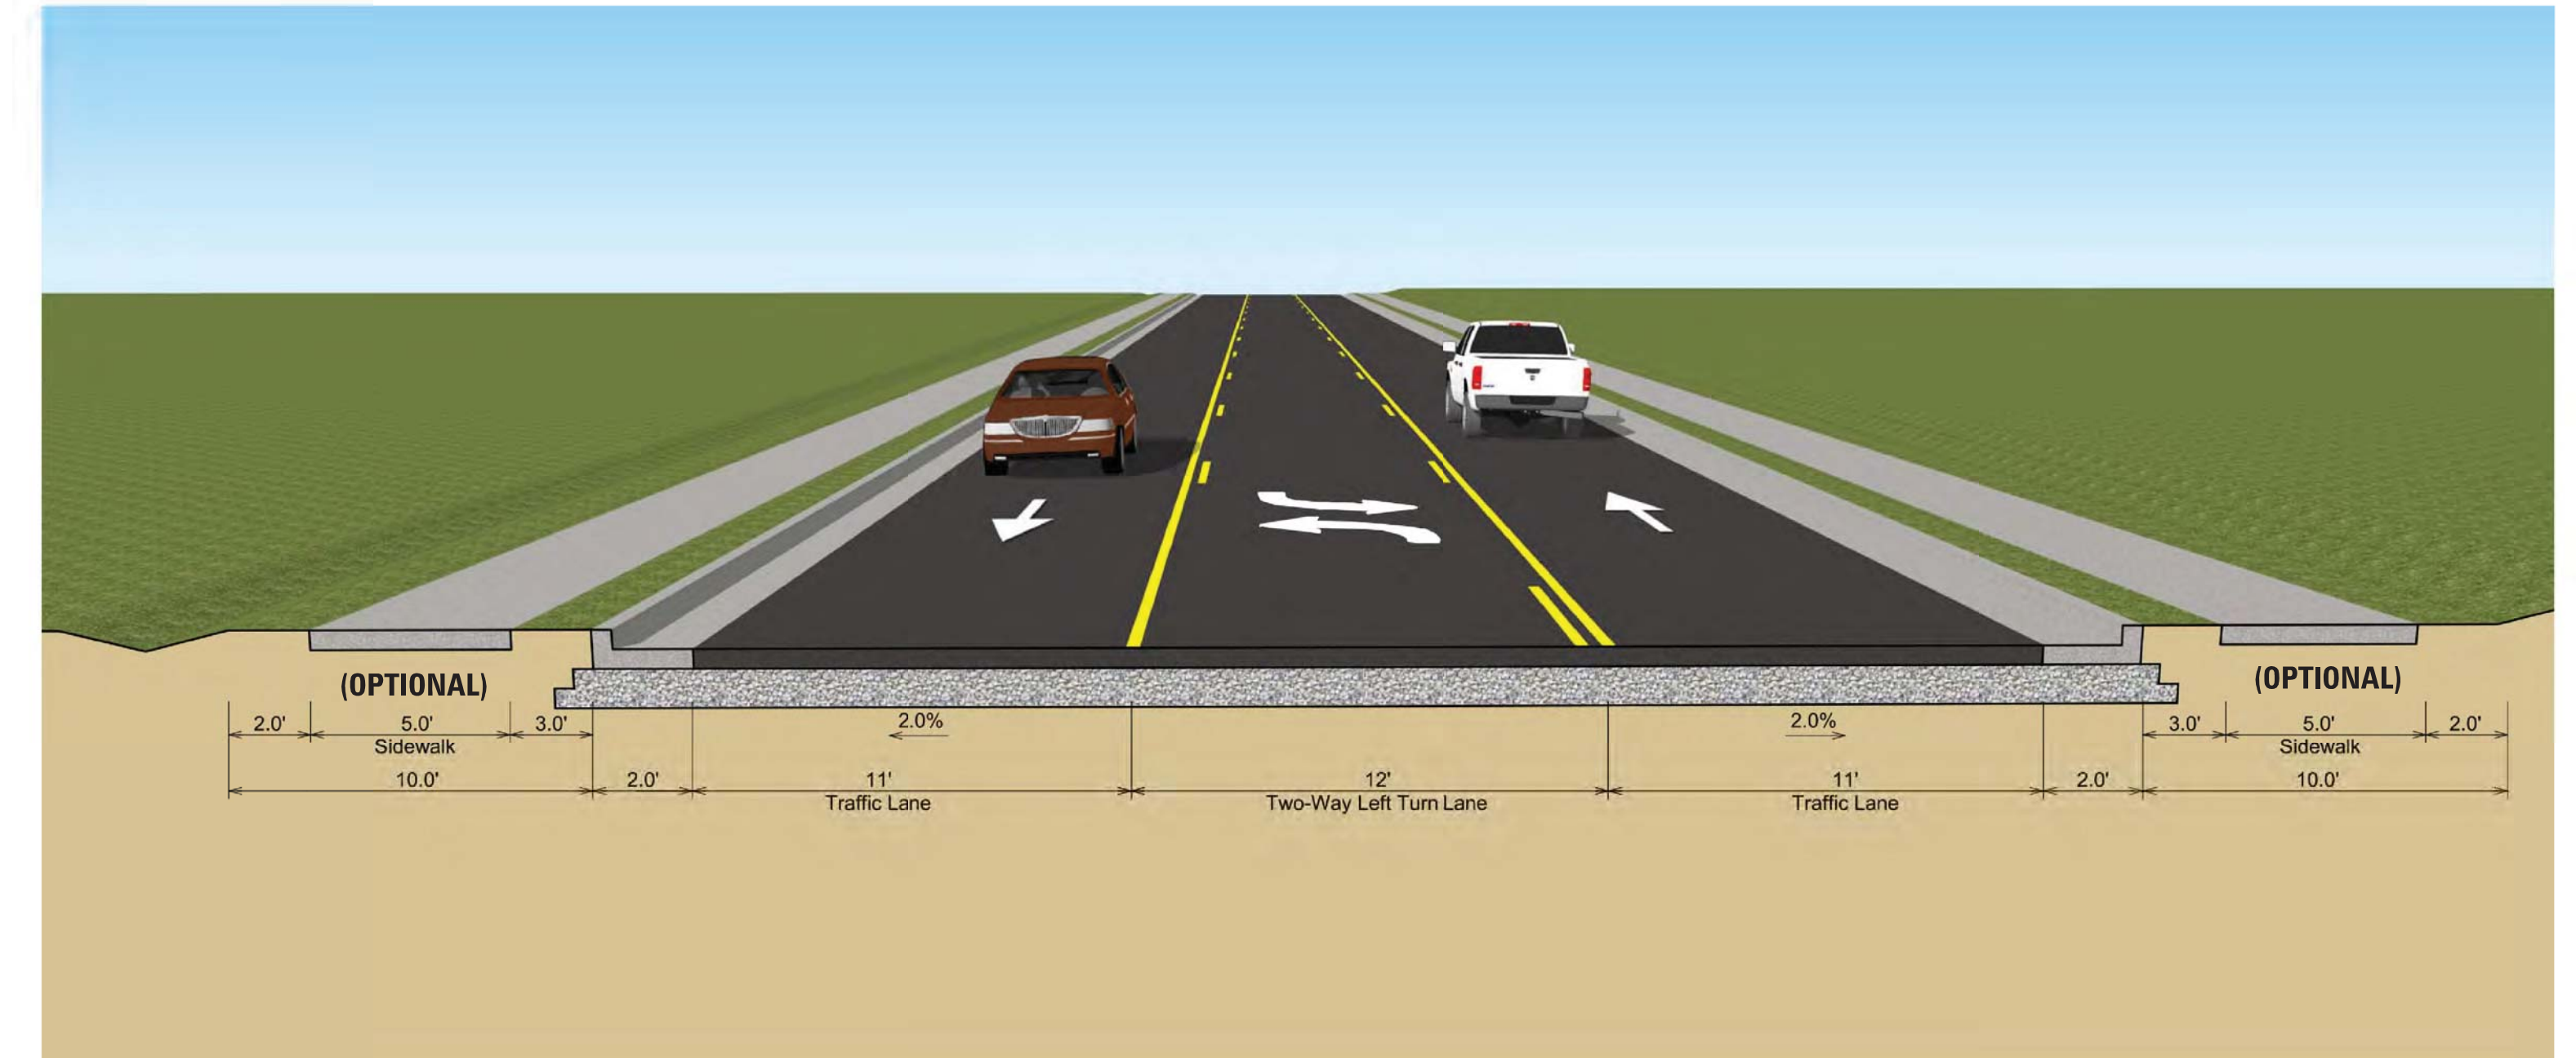 (OPTIONAL)
(OPTIONAL)
2.0'
5.0'
3.0'
2.0%
2.0%
3.0'
5.0'
2.0'
Sidewalk
Sidewalk
10.0'
2.0'
11'
12'
11'
2.0'
10.0'
Traffic Lane
Two-Way Left Turn Lane
Traffic Lane